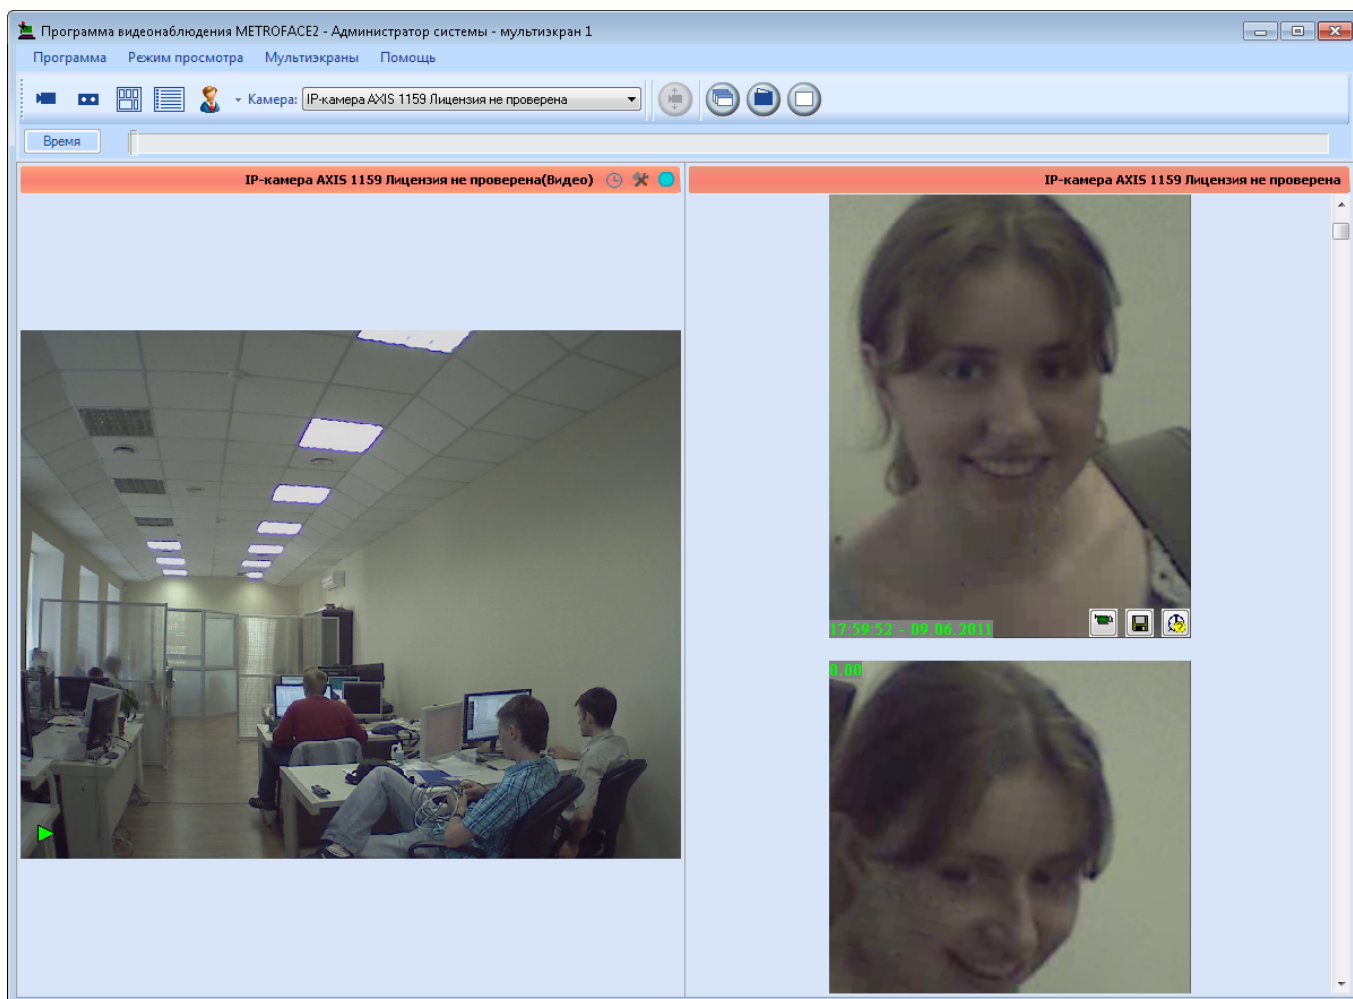 Программа видеонаблюдения METROFACE2 - Администратор системы - мультиэкран 1
Программа Режим просмотра Мультиэкраны Помощь
Камера: IP-камера AXIS 1159 Лицензия не проверена
Время
IP-камера AXIS 1159 Лицензия не проверена(Видео)
IP-камера AXIS 1159 Лицензия не проверена
17:59:52 - 09.06.2011
0.00